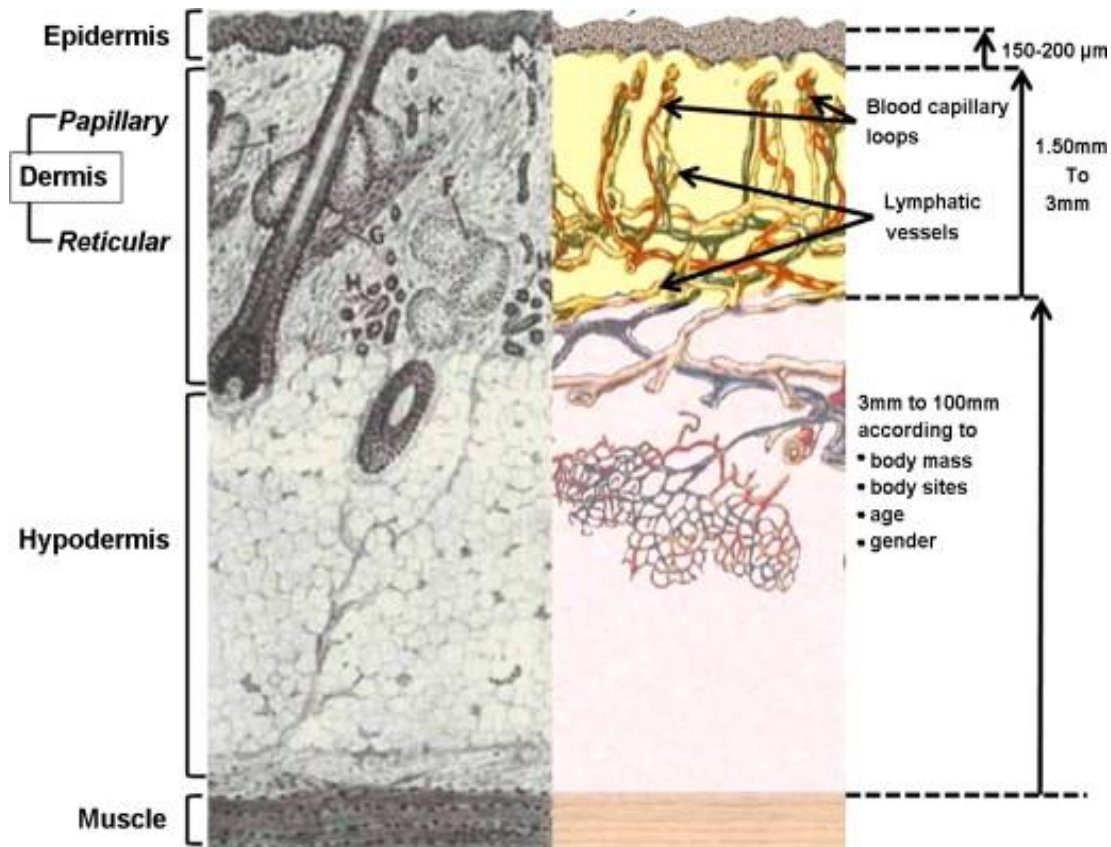 Epidermis
Papillary
Dermis
Reticular
Hypodermis
Muscle
K
K
F
F
G
H
H
150-200 µm
Blood capillary
loops
1.50mm
To
3mm
Lymphatic
vessels
3mm to 100mm
according to
• body mass
• body sites
• age
• gender